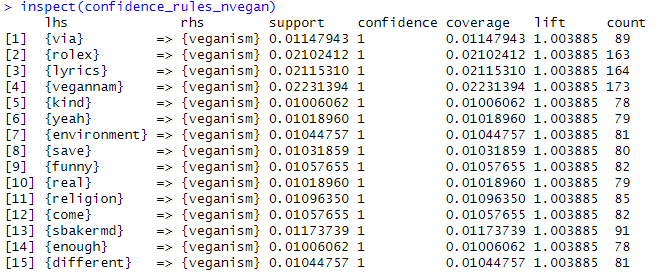 > inspect(confidence_rules_nvegan)
lhs rhs support confidence coverage lift count
[1] {via} => {veganism} 0.01147943 1 0.01147943 1.003885 89
[2] {rolex} => {veganism} 0.02102412 1 0.02102412 1.003885 163
[3] {lyrics} => {veganism} 0.02115310 1 0.02115310 1.003885 164
[4] {vegannam} => {veganism} 0.02231394 1 0.02231394 1.003885 173
[5] {kind} => {veganism} 0.01006062 1 0.01006062 1.003885 78
[6] {yeah} => {veganism} 0.01018960 1 0.01018960 1.003885 79
[7] {environment} => {veganism} 0.01044757 1 0.01044757 1.003885 81
[8] {save} => {veganism} 0.01031859 1 0.01031859 1.003885 80
[9] {funny} => {veganism} 0.01057655 1 0.01057655 1.003885 82
[10] {real} => {veganism} 0.01018960 1 0.01018960 1.003885 79
[11] {religion} => {veganism} 0.01096350 1 0.01096350 1.003885 85
[12] {come} => {veganism} 0.01057655 1 0.01057655 1.003885 82
[13] {sbakermd} => {veganism} 0.01173739 1 0.01173739 1.003885 91
[14] {enough} => {veganism} 0.01006062 1 0.01006062 1.003885 78
[15] {different} => {veganism} 0.01044757 1 0.01044757 1.003885 81